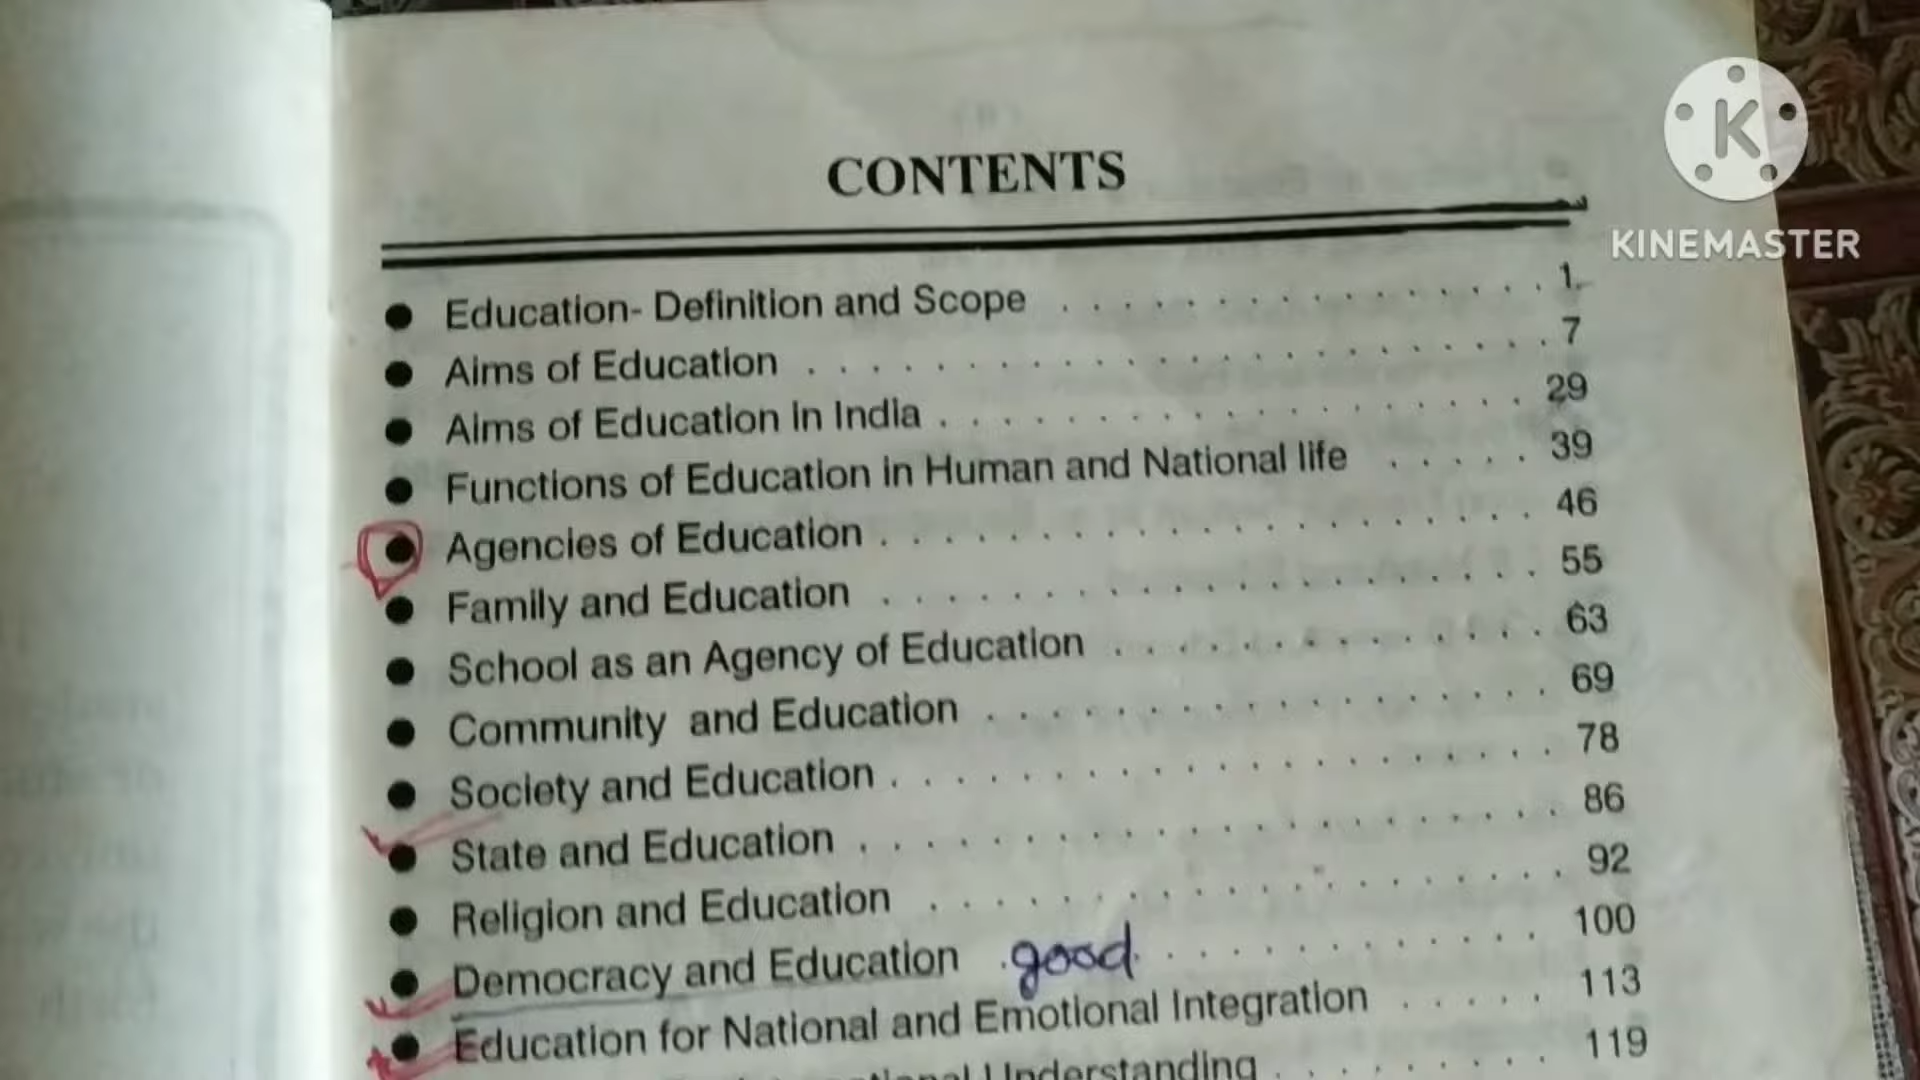 CONTENTS
K
KINEMASTER
● Education- Definition and Scope . . . . . . . . . . . . . . . 1
● Aims of Education . . . . . . . . . . . . . . . . . . . . . . . 7
● Aims of Education in India . . . . . . . . . . . . . . . . . . 29
● Functions of Education in Human and National life . . . . . 39
● Agencies of Education . . . . . . . . . . . . . . . . . . . . 46
● Family and Education . . . . . . . . . . . . . . . . . . . . 55
● School as an Agency of Education . . . . . . . . . . . . . . 63
● Community and Education . . . . . . . . . . . . . . . . . . 69
● Society and Education . . . . . . . . . . . . . . . . . . . . 78
● State and Education . . . . . . . . . . . . . . . . . . . . . 86
● Religion and Education . . . . . . . . . . . . . . . . . . . 92
● Democracy and Education good . . . . . . . . . . . . 100
● Education for National and Emotional Integration . . . . . 113
Understanding . . . . . . . . . 119